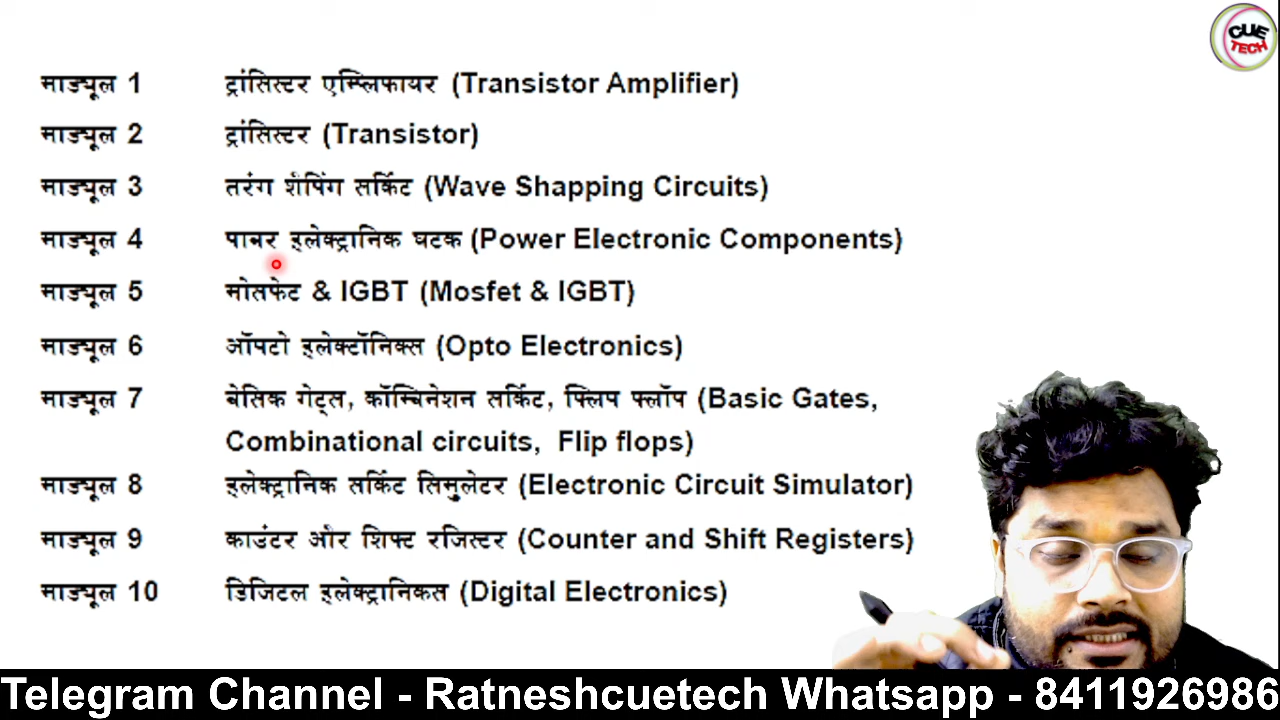 CUE
TECH
माड्यूल 1 ट्रांसिस्टर एम्प्लिफायर (Transistor Amplifier)
माड्यूल 2 ट्रांसिस्टर (Transistor)
माड्यूल 3 तरंग शेपिंग सर्किट (Wave Shapping Circuits)
माड्यूल 4 पावर इलेक्ट्रानिक घटक (Power Electronic Components)
माड्यूल 5 मोसफेट & IGBT (Mosfet & IGBT)
माड्यूल 6 ऑपटो इलेक्टॉनिक्स (Opto Electronics)
माड्यूल 7 बेसिक गेट्स, कॉम्बिनेशन सर्किट, फ्लिप फ्लॉप (Basic Gates,
Combinational circuits, Flip flops)
माड्यूल 8 इलेक्ट्रानिक सर्किट सिमुलेटर (Electronic Circuit Simulator)
माड्यूल 9 काउंटर और शिफ्ट रजिस्टर (Counter and Shift Registers)
माड्यूल 10 डिजिटल इलेक्ट्रानिकस (Digital Electronics)
Telegram Channel - Ratneshcuetech Whatsapp - 8411926986